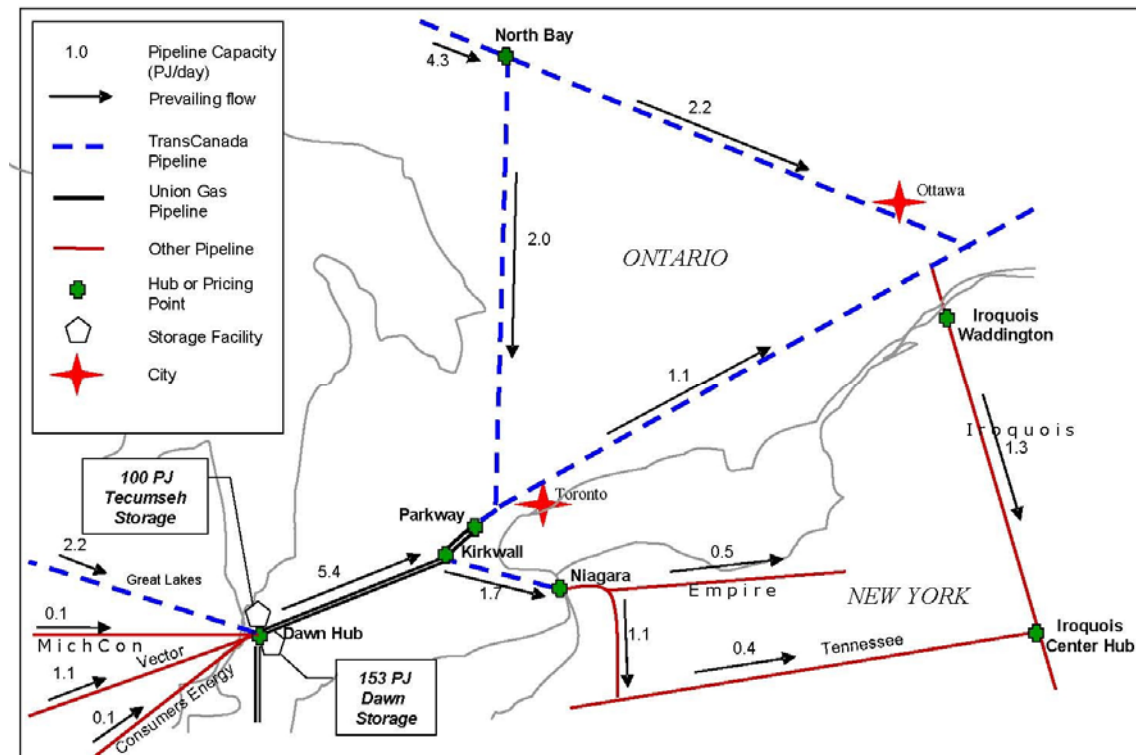 1.0
Pipeline Capacity
(PJ/day)
Prevailing flow
TransCanada
Pipeline
Union Gas
Pipeline
Other Pipeline
Hub or Pricing
Point
Storage Facility
City
North Bay
4.3
2.2
Ottawa
2.0
ONTARIO
Iroquois
Waddington
1.1
Iroquois
1.3
100 PJ
Tecumseh
Storage
Toronto
Parkway
Kirkwall
2.2
Great Lakes
5.4
0.5
1.7
Niagara
Empire
NEW YORK
0.1
MichCon
Dawn Hub
1.1
0.4
Tennessee
Iroquois
Center Hub
Vector
1.1
153 PJ
Dawn
Storage
0.1
Consumers Energy